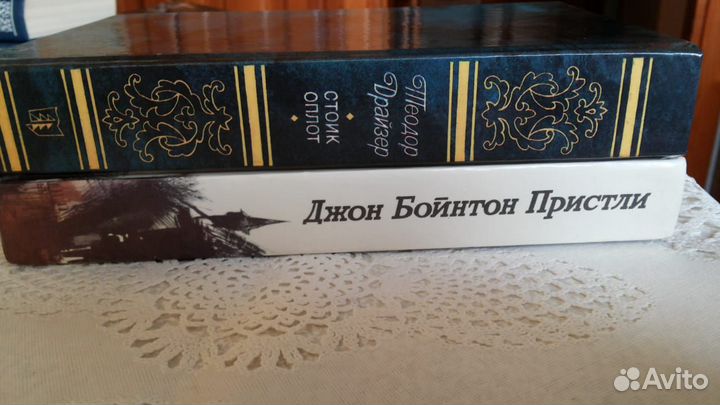 Теодор
Драйзер
СТОИК
ОПЛОТ
Джон Бойнтон Пристли
Avito